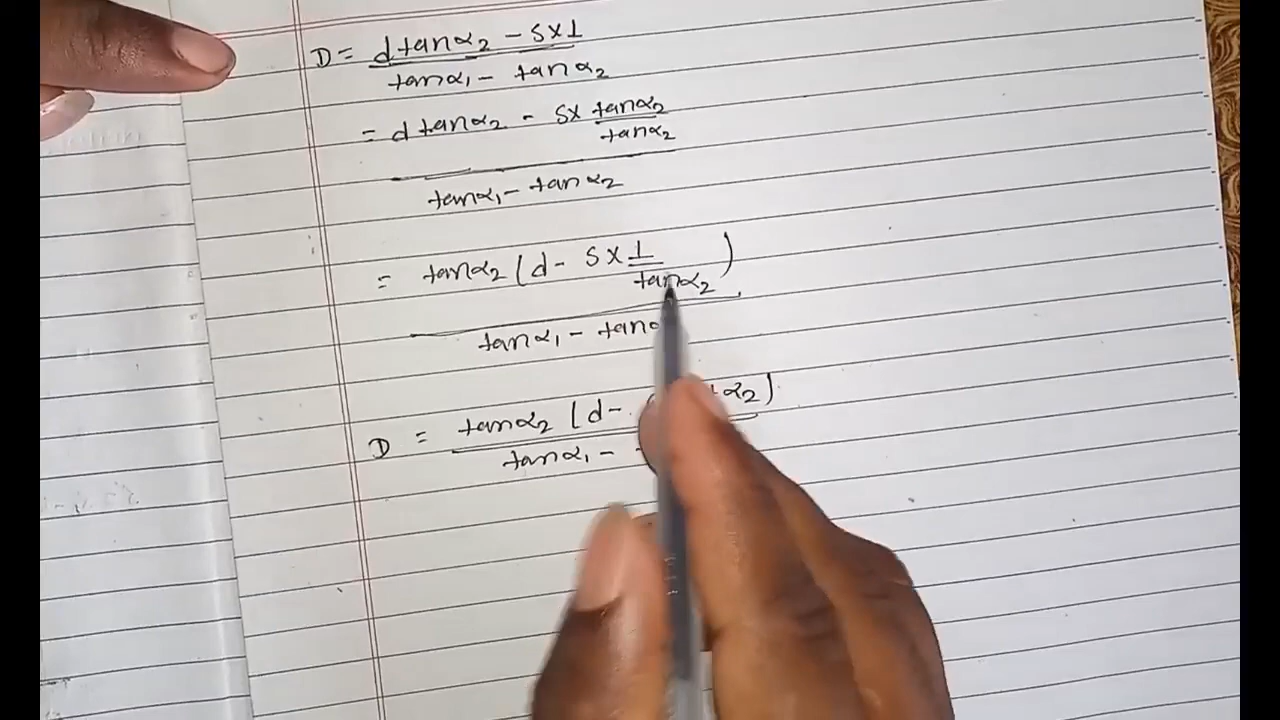 D = d tanα2 - S×1
tanα1 - tanα2
= d tanα2 - S× tanα2
tanα2
tanα1 - tanα2
= tanα2 (d - S×1 )
tanα2
tanα1 - tan
D = tanα2 (d - α2)
tanα1 -